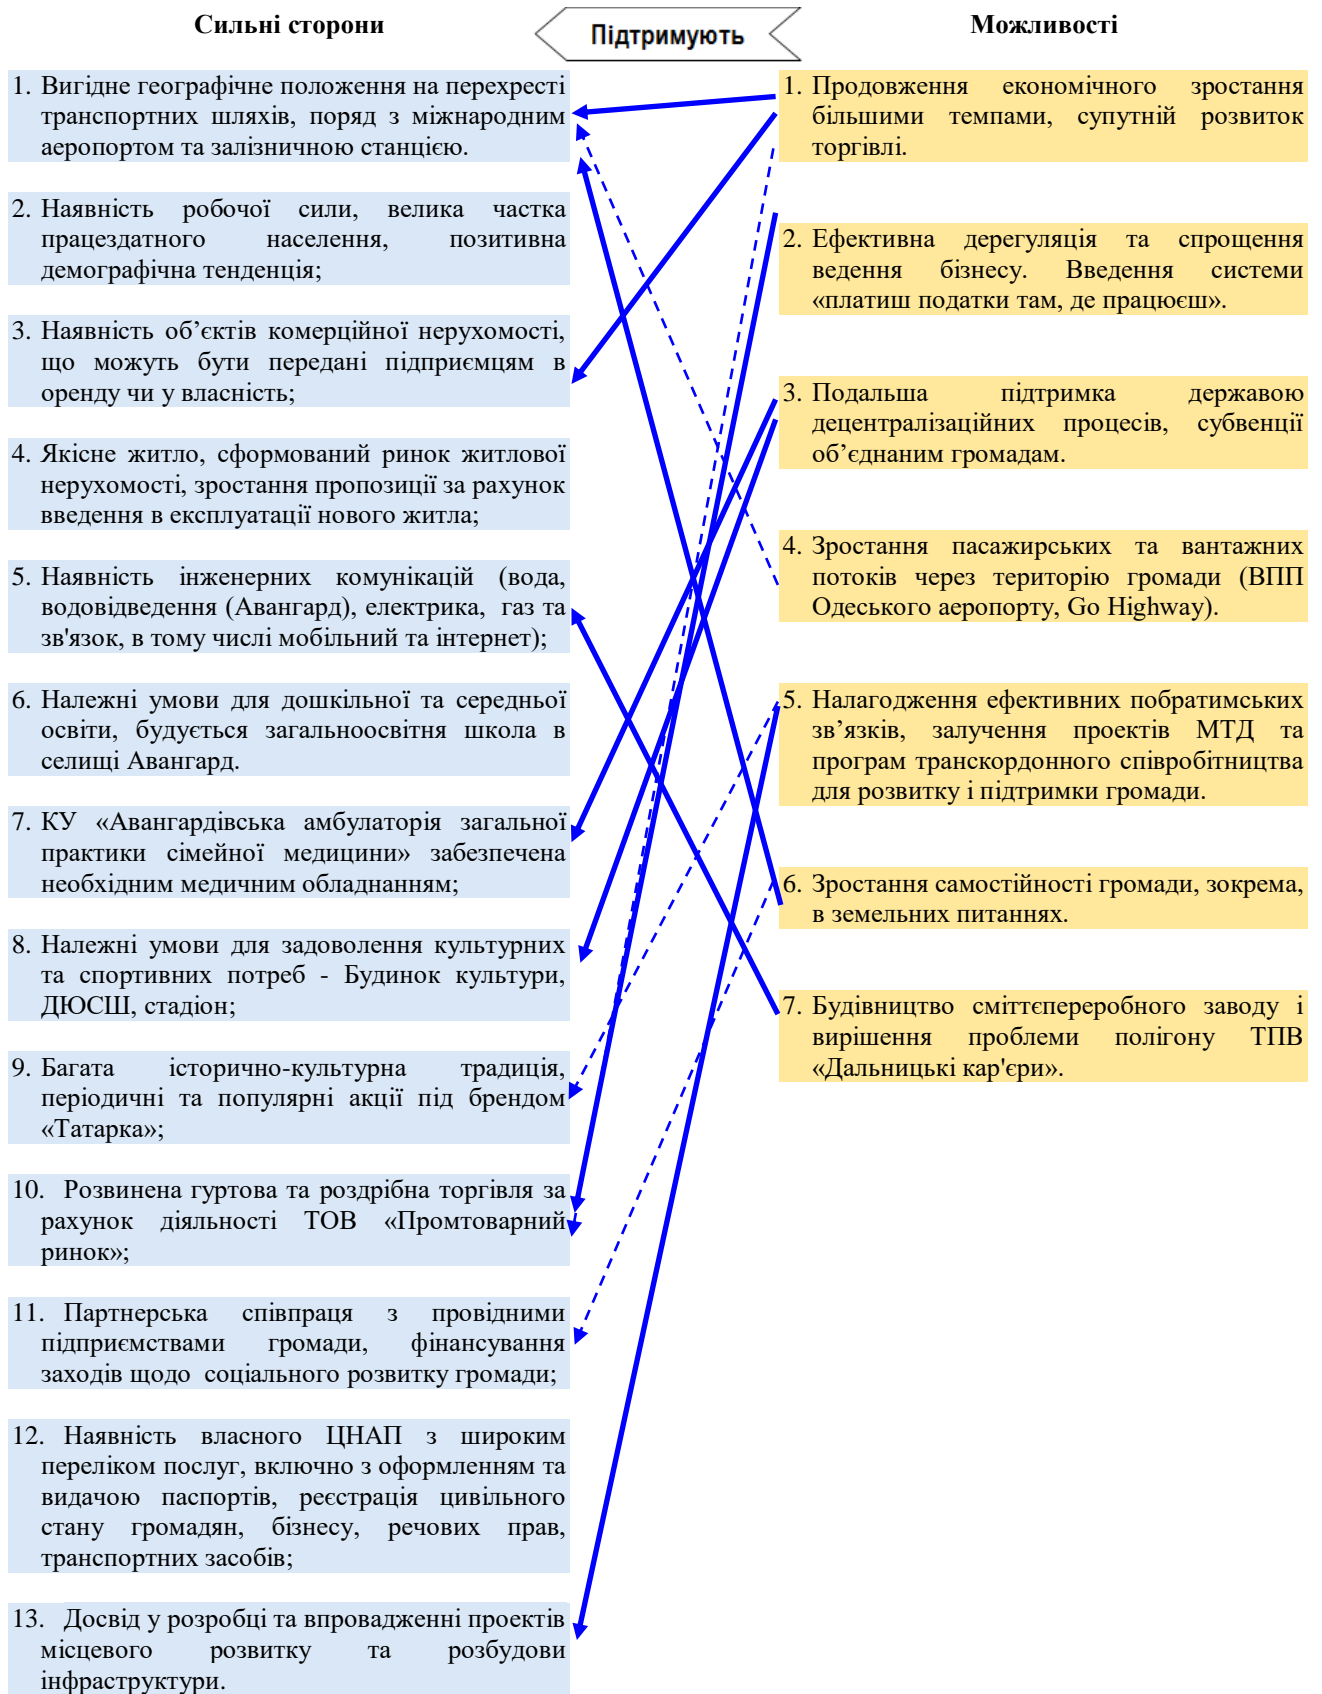 Сильні сторони
Підтримують
Можливості
1. Вигідне географічне положення на перехресті
транспортних шляхів, поряд з міжнародним
аеропортом та залізничною станцією.
2. Наявність робочої сили, велика частка
працездатного населення, позитивна
демографічна тенденція;
3. Наявність об’єктів комерційної нерухомості,
що можуть бути передані підприємцям в
оренду чи у власність;
4. Якісне житло, сформований ринок житлової
нерухомості, зростання пропозиції за рахунок
введення в експлуатації нового житла;
5. Наявність інженерних комунікацій (вода,
водовідведення (Авангард), електрика, газ та
зв'язок, в тому числі мобільний та інтернет);
6. Належні умови для дошкільної та середньої
освіти, будується загальноосвітня школа в
селищі Авангард.
7. КУ «Авангардівська амбулаторія загальної
практики сімейної медицини» забезпечена
необхідним медичним обладнанням;
8. Належні умови для задоволення культурних
та спортивних потреб - Будинок культури,
ДЮСШ, стадіон;
9. Багата історично-культурна традиція,
періодичні та популярні акції під брендом
«Татарка»;
10. Розвинена гуртова та роздрібна торгівля за
рахунок діяльності ТОВ «Промтоварний
ринок»;
11. Партнерська співпраця з провідними
підприємствами громади, фінансування
заходів щодо соціального розвитку громади;
12. Наявність власного ЦНАП з широким
переліком послуг, включно з оформленням та
видачою паспортів, реєстрація цивільного
стану громадян, бізнесу, речових прав,
транспортних засобів;
13. Досвід у розробці та впровадженні проектів
місцевого розвитку та розбудови
інфраструктури.
1. Продовження економічного зростання
більшими темпами, супутній розвиток
торгівлі.
2. Ефективна дерегуляція та спрощення
ведення бізнесу. Введення системи
«платиш податки там, де працюєш».
3. Подальша підтримка державою
децентралізаційних процесів, субвенції
об’єднаним громадам.
4. Зростання пасажирських та вантажних
потоків через територію громади (ВПП
Одеського аеропорту, Go Highway).
5. Налагодження ефективних побратимських
зв’язків, залучення проектів МТД та
програм транскордонного співробітництва
для розвитку і підтримки громади.
6. Зростання самостійності громади, зокрема,
в земельних питаннях.
7. Будівництво сміттєпереробного заводу і
вирішення проблеми полігону ТПВ
«Дальницькі кар'єри».